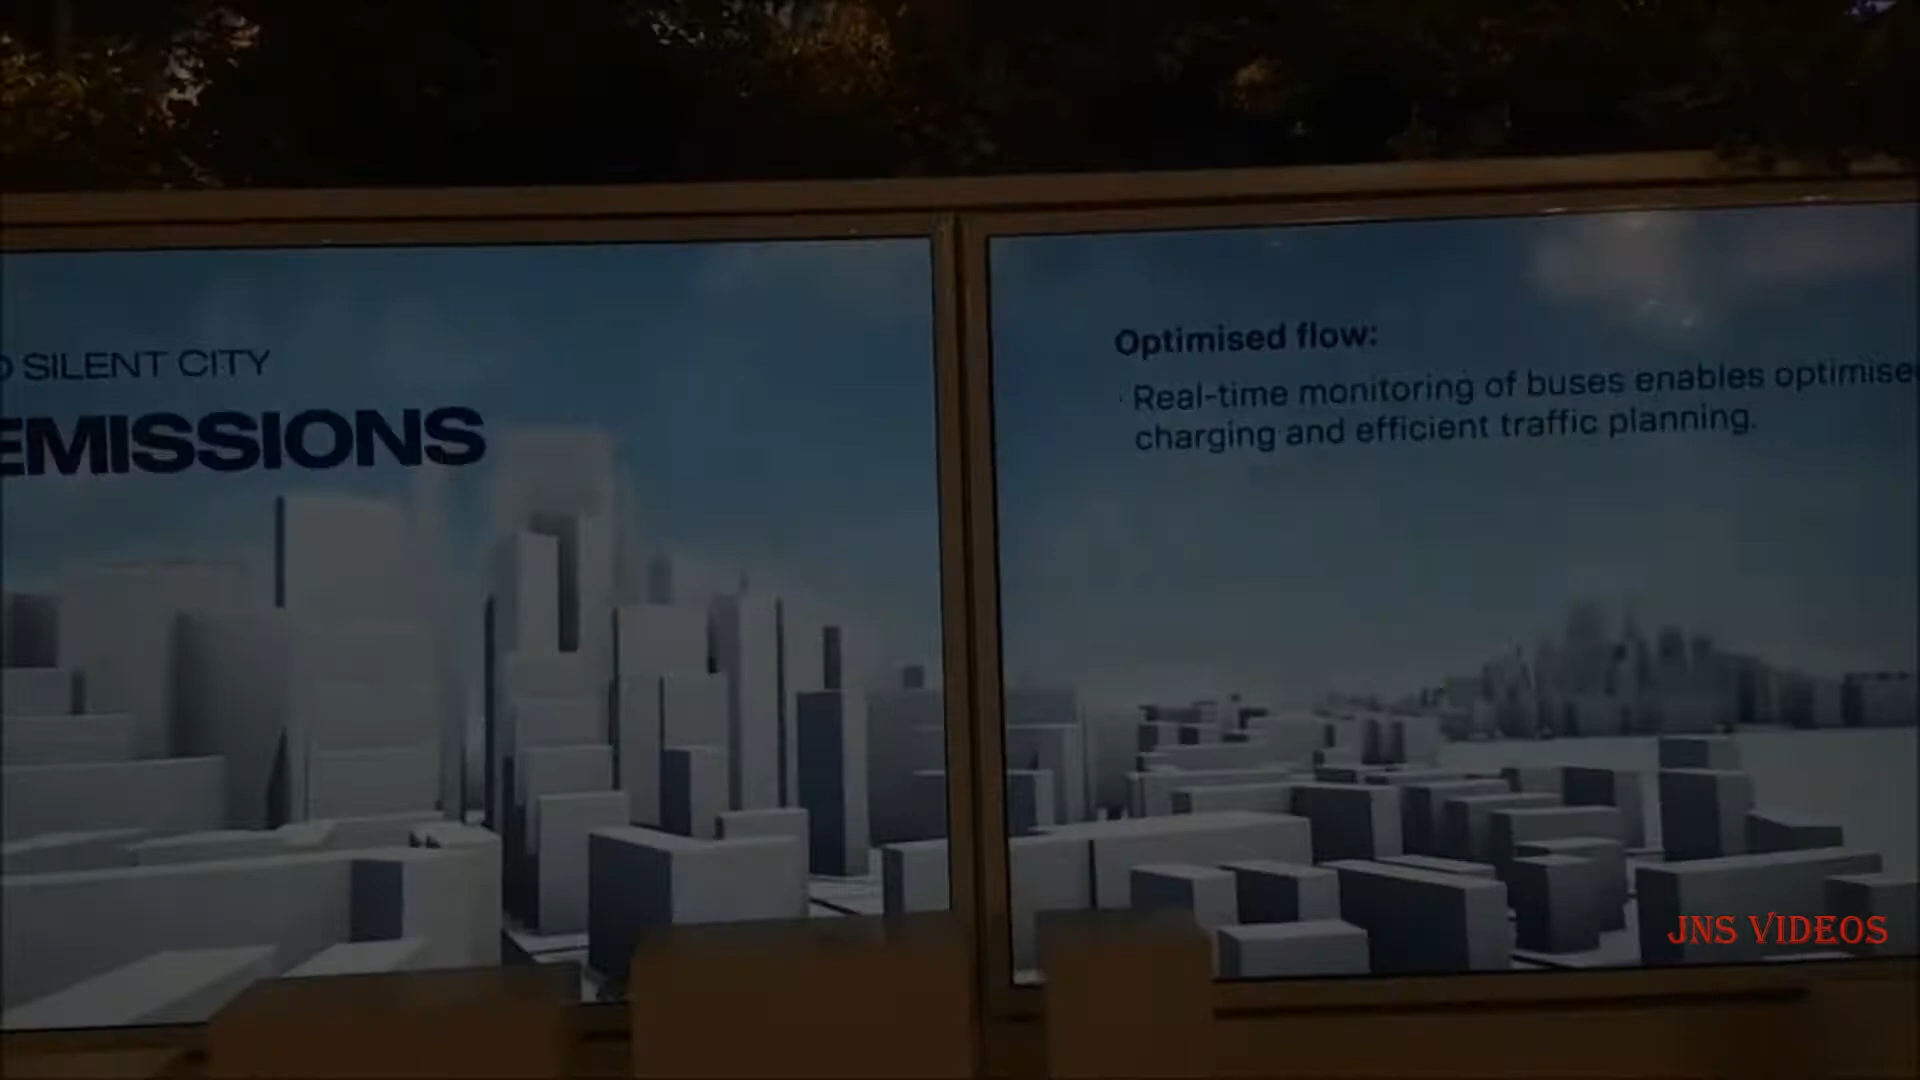 SILENT CITY
EMISSIONS
Optimised flow:
· Real-time monitoring of buses enables optimise
charging and efficient traffic planning.
JNS VIDEOS